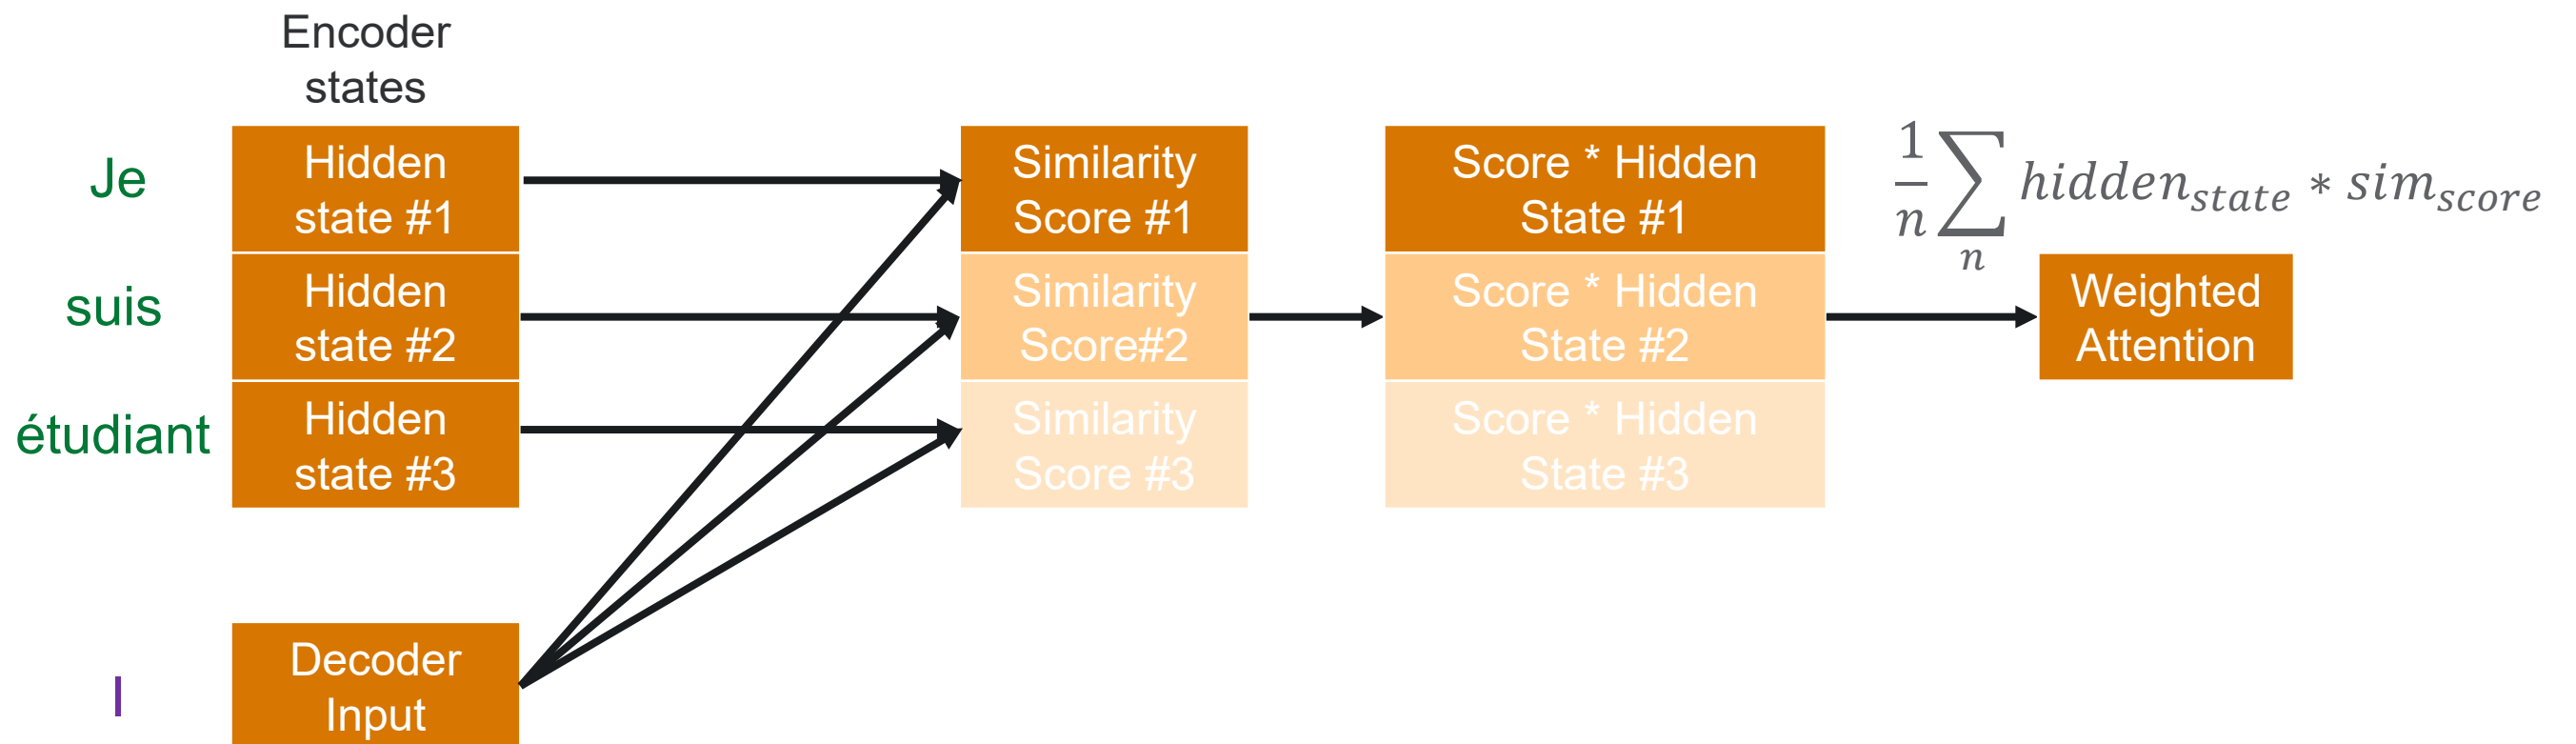 Encoder
states
Je
Hidden
state #1
Similarity
Score #1
Score * Hidden
State #1
1/n ∑n hidden_state * sim_score
suis
Hidden
state #2
Similarity
Score#2
Score * Hidden
State #2
Weighted
Attention
étudiant
Hidden
state #3
Similarity
Score #3
Score * Hidden
State #3
I
Decoder
Input